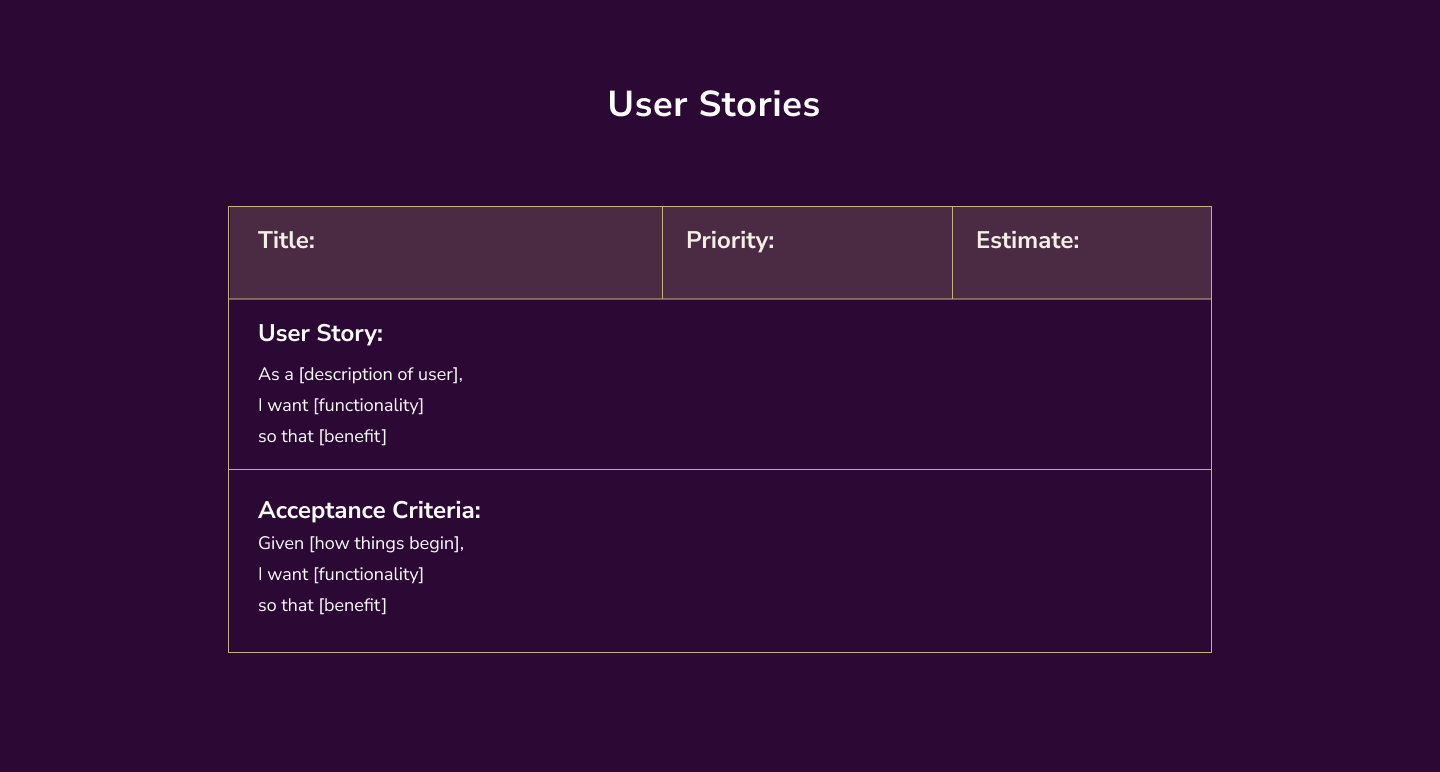 User Stories
Title:
Priority:
Estimate:
User Story:
As a [description of user],
I want [functionality]
so that [benefit]
Acceptance Criteria:
Given [how things begin],
I want [functionality]
so that [benefit]